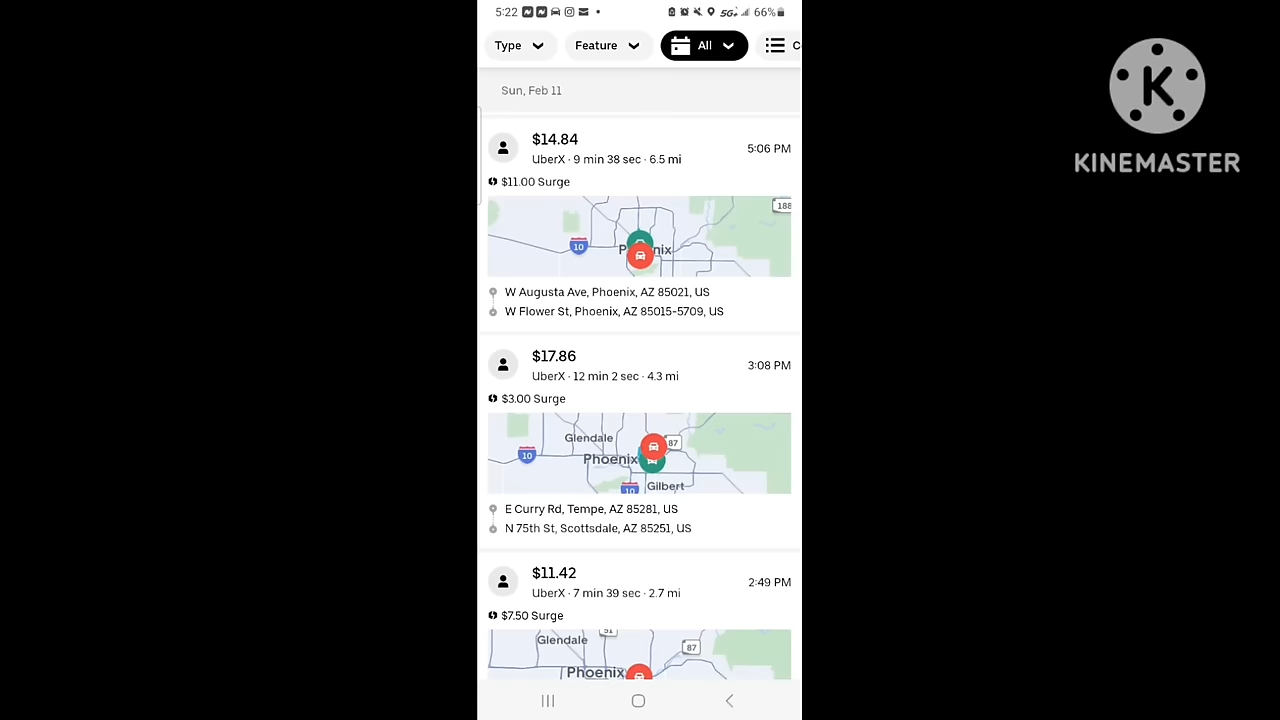 5:22 5G+ 66%
Type Feature All C
Sun, Feb 11
$14.84
UberX · 9 min 38 sec · 6.5 mi
5:06 PM
$11.00 Surge
188
10
Phoenix
W Augusta Ave, Phoenix, AZ 85021, US
W Flower St, Phoenix, AZ 85015-5709, US
$17.86
UberX · 12 min 2 sec · 4.3 mi
3:08 PM
$3.00 Surge
Glendale 87
10 Phoenix
10 Gilbert
E Curry Rd, Tempe, AZ 85281, US
N 75th St, Scottsdale, AZ 85251, US
$11.42
UberX · 7 min 39 sec · 2.7 mi
2:49 PM
$7.50 Surge
51
Glendale 87
Phoenix
K
KINEMASTER